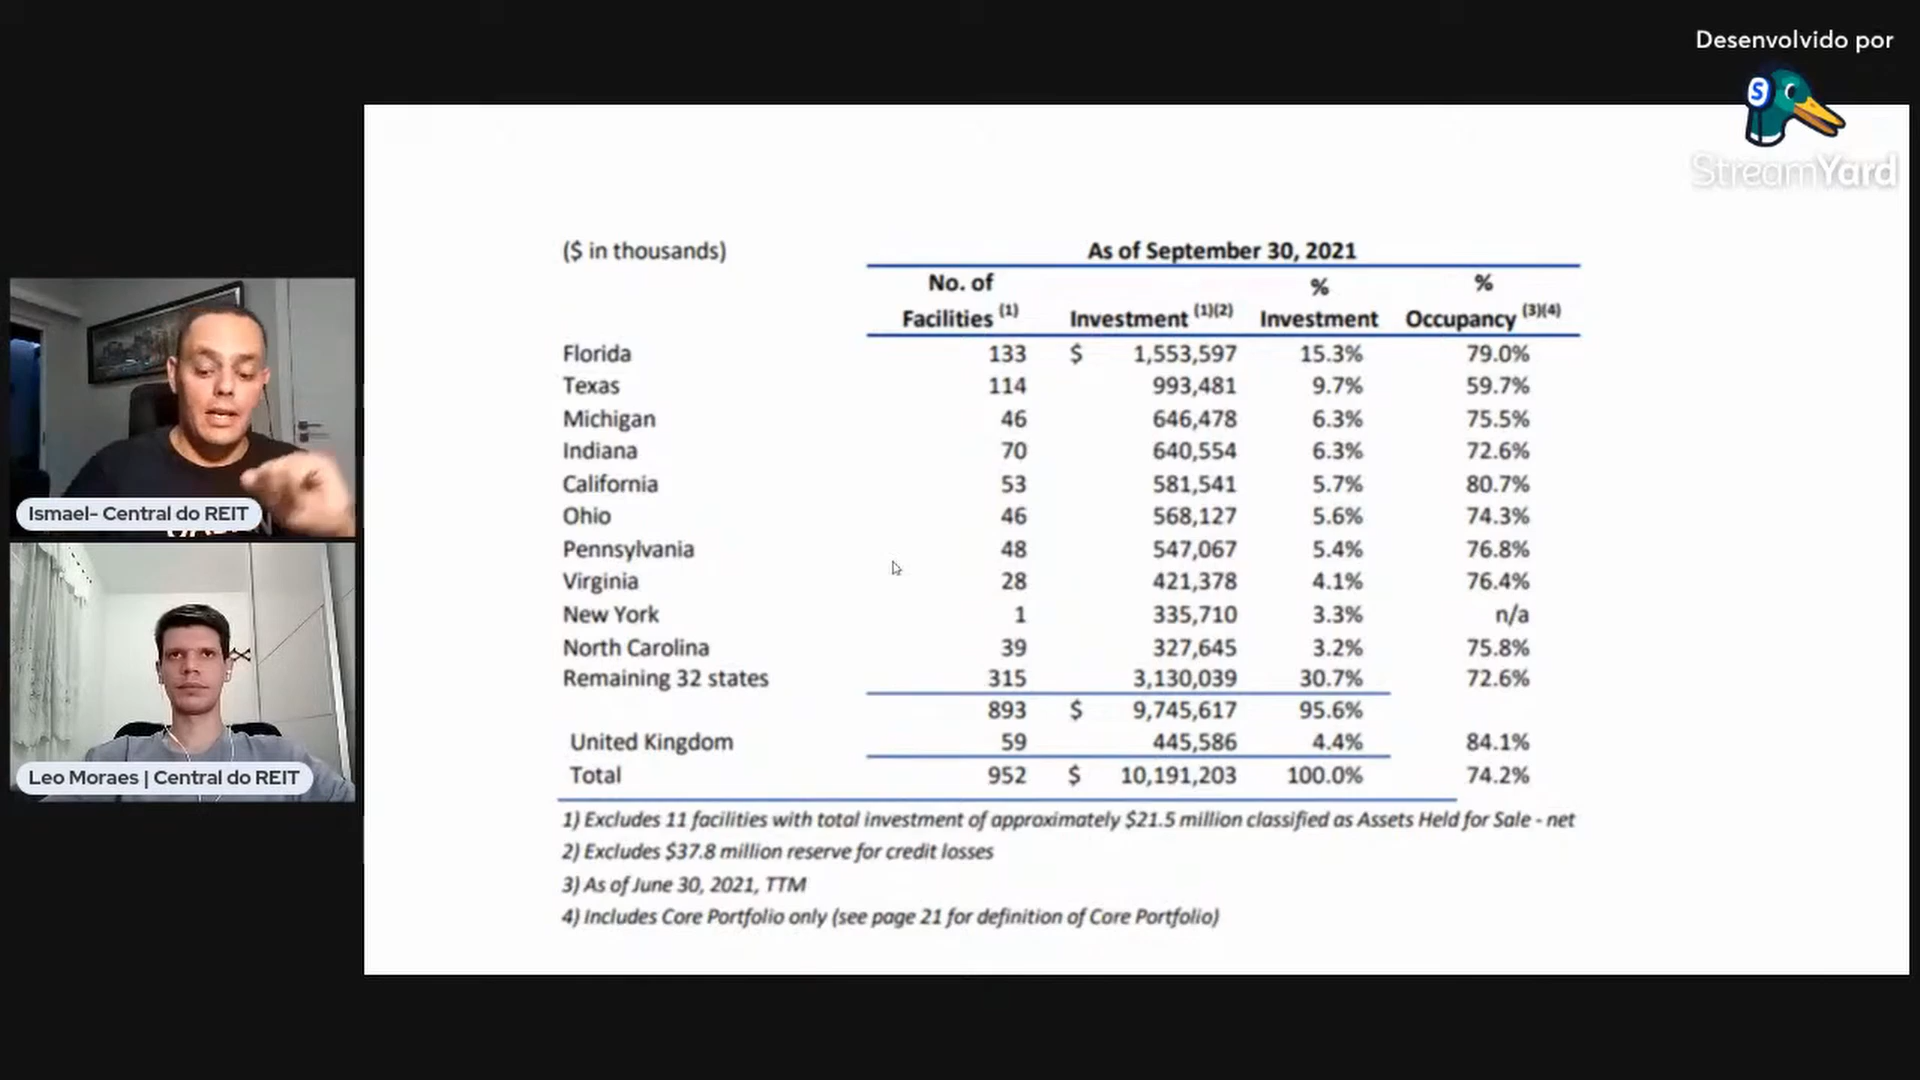 Desenvolvido por
StreamYard
($ in thousands) As of September 30, 2021
No. of % %
Facilities (1) Investment (1)(2) Investment Occupancy (3)(4)
Florida 133 $ 1,553,597 15.3% 79.0%
Texas 114 993,481 9.7% 59.7%
Michigan 46 646,478 6.3% 75.5%
Indiana 70 640,554 6.3% 72.6%
California 53 581,541 5.7% 80.7%
Ohio 46 568,127 5.6% 74.3%
Pennsylvania 48 547,067 5.4% 76.8%
Virginia 28 421,378 4.1% 76.4%
New York 1 335,710 3.3% n/a
North Carolina 39 327,645 3.2% 75.8%
Remaining 32 states 315 3,130,039 30.7% 72.6%
893 $ 9,745,617 95.6%
United Kingdom 59 445,586 4.4% 84.1%
Total 952 $ 10,191,203 100.0% 74.2%
1) Excludes 11 facilities with total investment of approximately $21.5 million classified as Assets Held for Sale - net
2) Excludes $37.8 million reserve for credit losses
3) As of June 30, 2021, TTM
4) Includes Core Portfolio only (see page 21 for definition of Core Portfolio)
Ismael- Central do REIT
Leo Moraes | Central do REIT